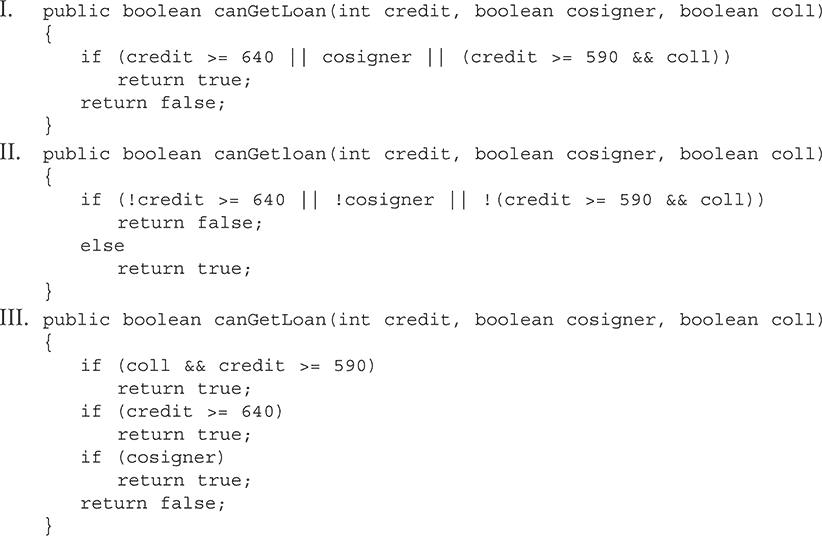 I. public boolean canGetLoan(int credit, boolean cosigner, boolean coll)
{
if (credit >= 640 || cosigner || (credit >= 590 && coll))
return true;
return false;
}
II. public boolean canGetloan(int credit, boolean cosigner, boolean coll)
{
if (!credit >= 640 || !cosigner || !(credit >= 590 && coll))
return false;
else
return true;
}
III. public boolean canGetLoan(int credit, boolean cosigner, boolean coll)
{
if (coll && credit >= 590)
return true;
if (credit >= 640)
return true;
if (cosigner)
return true;
return false;
}